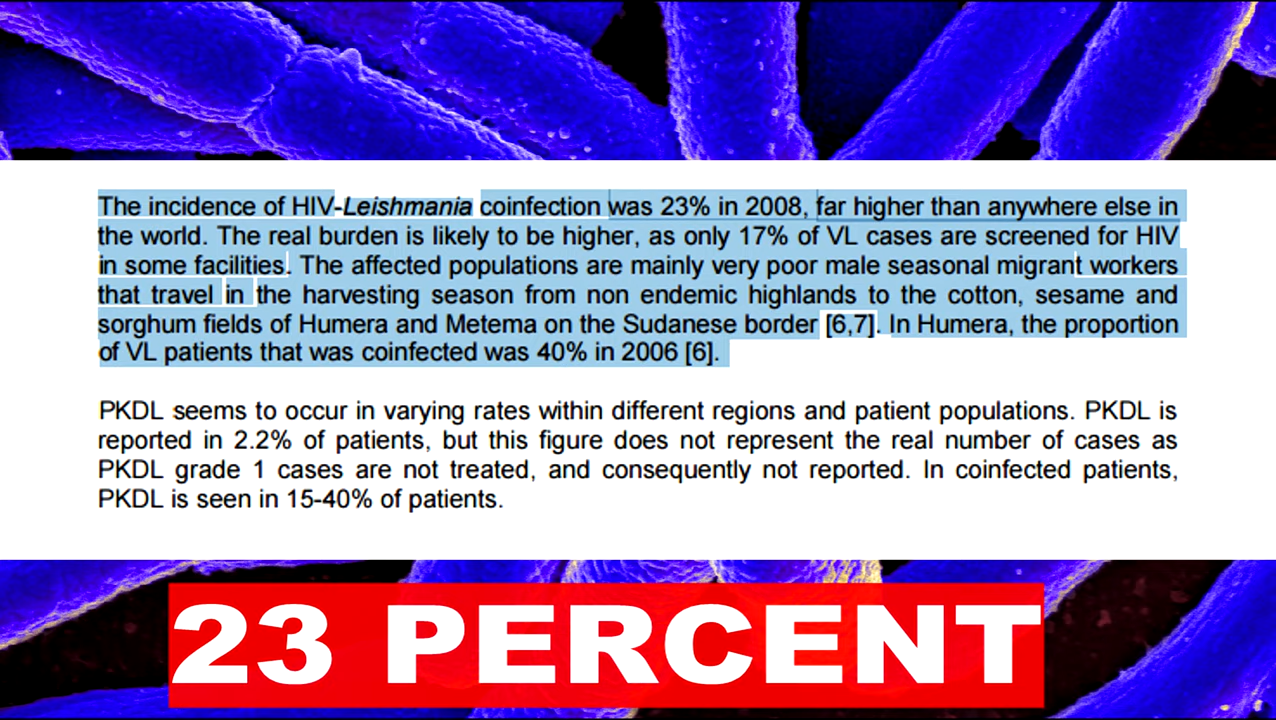 The incidence of HIV-Leishmania coinfection was 23% in 2008, far higher than anywhere else in
the world. The real burden is likely to be higher, as only 17% of VL cases are screened for HIV
in some facilities. The affected populations are mainly very poor male seasonal migrant workers
that travel in the harvesting season from non endemic highlands to the cotton, sesame and
sorghum fields of Humera and Metema on the Sudanese border [6,7]. In Humera, the proportion
of VL patients that was coinfected was 40% in 2006 [6].
PKDL seems to occur in varying rates within different regions and patient populations. PKDL is
reported in 2.2% of patients, but this figure does not represent the real number of cases as
PKDL grade 1 cases are not treated, and consequently not reported. In coinfected patients,
PKDL is seen in 15-40% of patients.
23 PERCENT